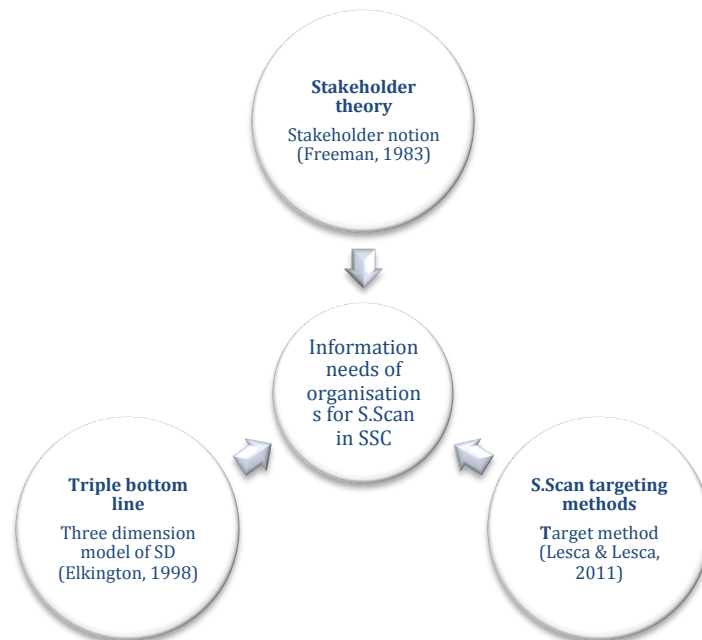 Stakeholder
theory
Stakeholder notion
(Freeman, 1983)
Information
needs of
organisation
s for S.Scan
in SSC
Triple bottom
line
Three dimension
model of SD
(Elkington, 1998)
S.Scan targeting
methods
Target method
(Lesca & Lesca,
2011)